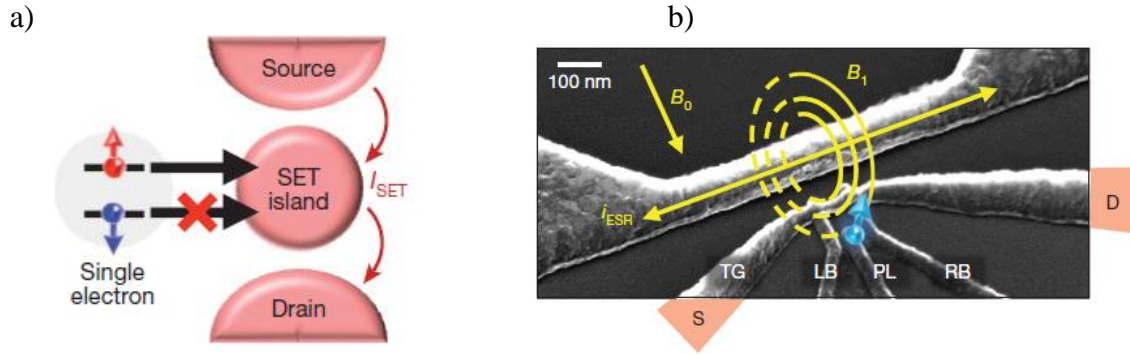 a)
Source
SET
island
I_SET
Single
electron
Drain
b)
100 nm
B_0
B_1
i_ESR
TG
LB
PL
RB
D
S